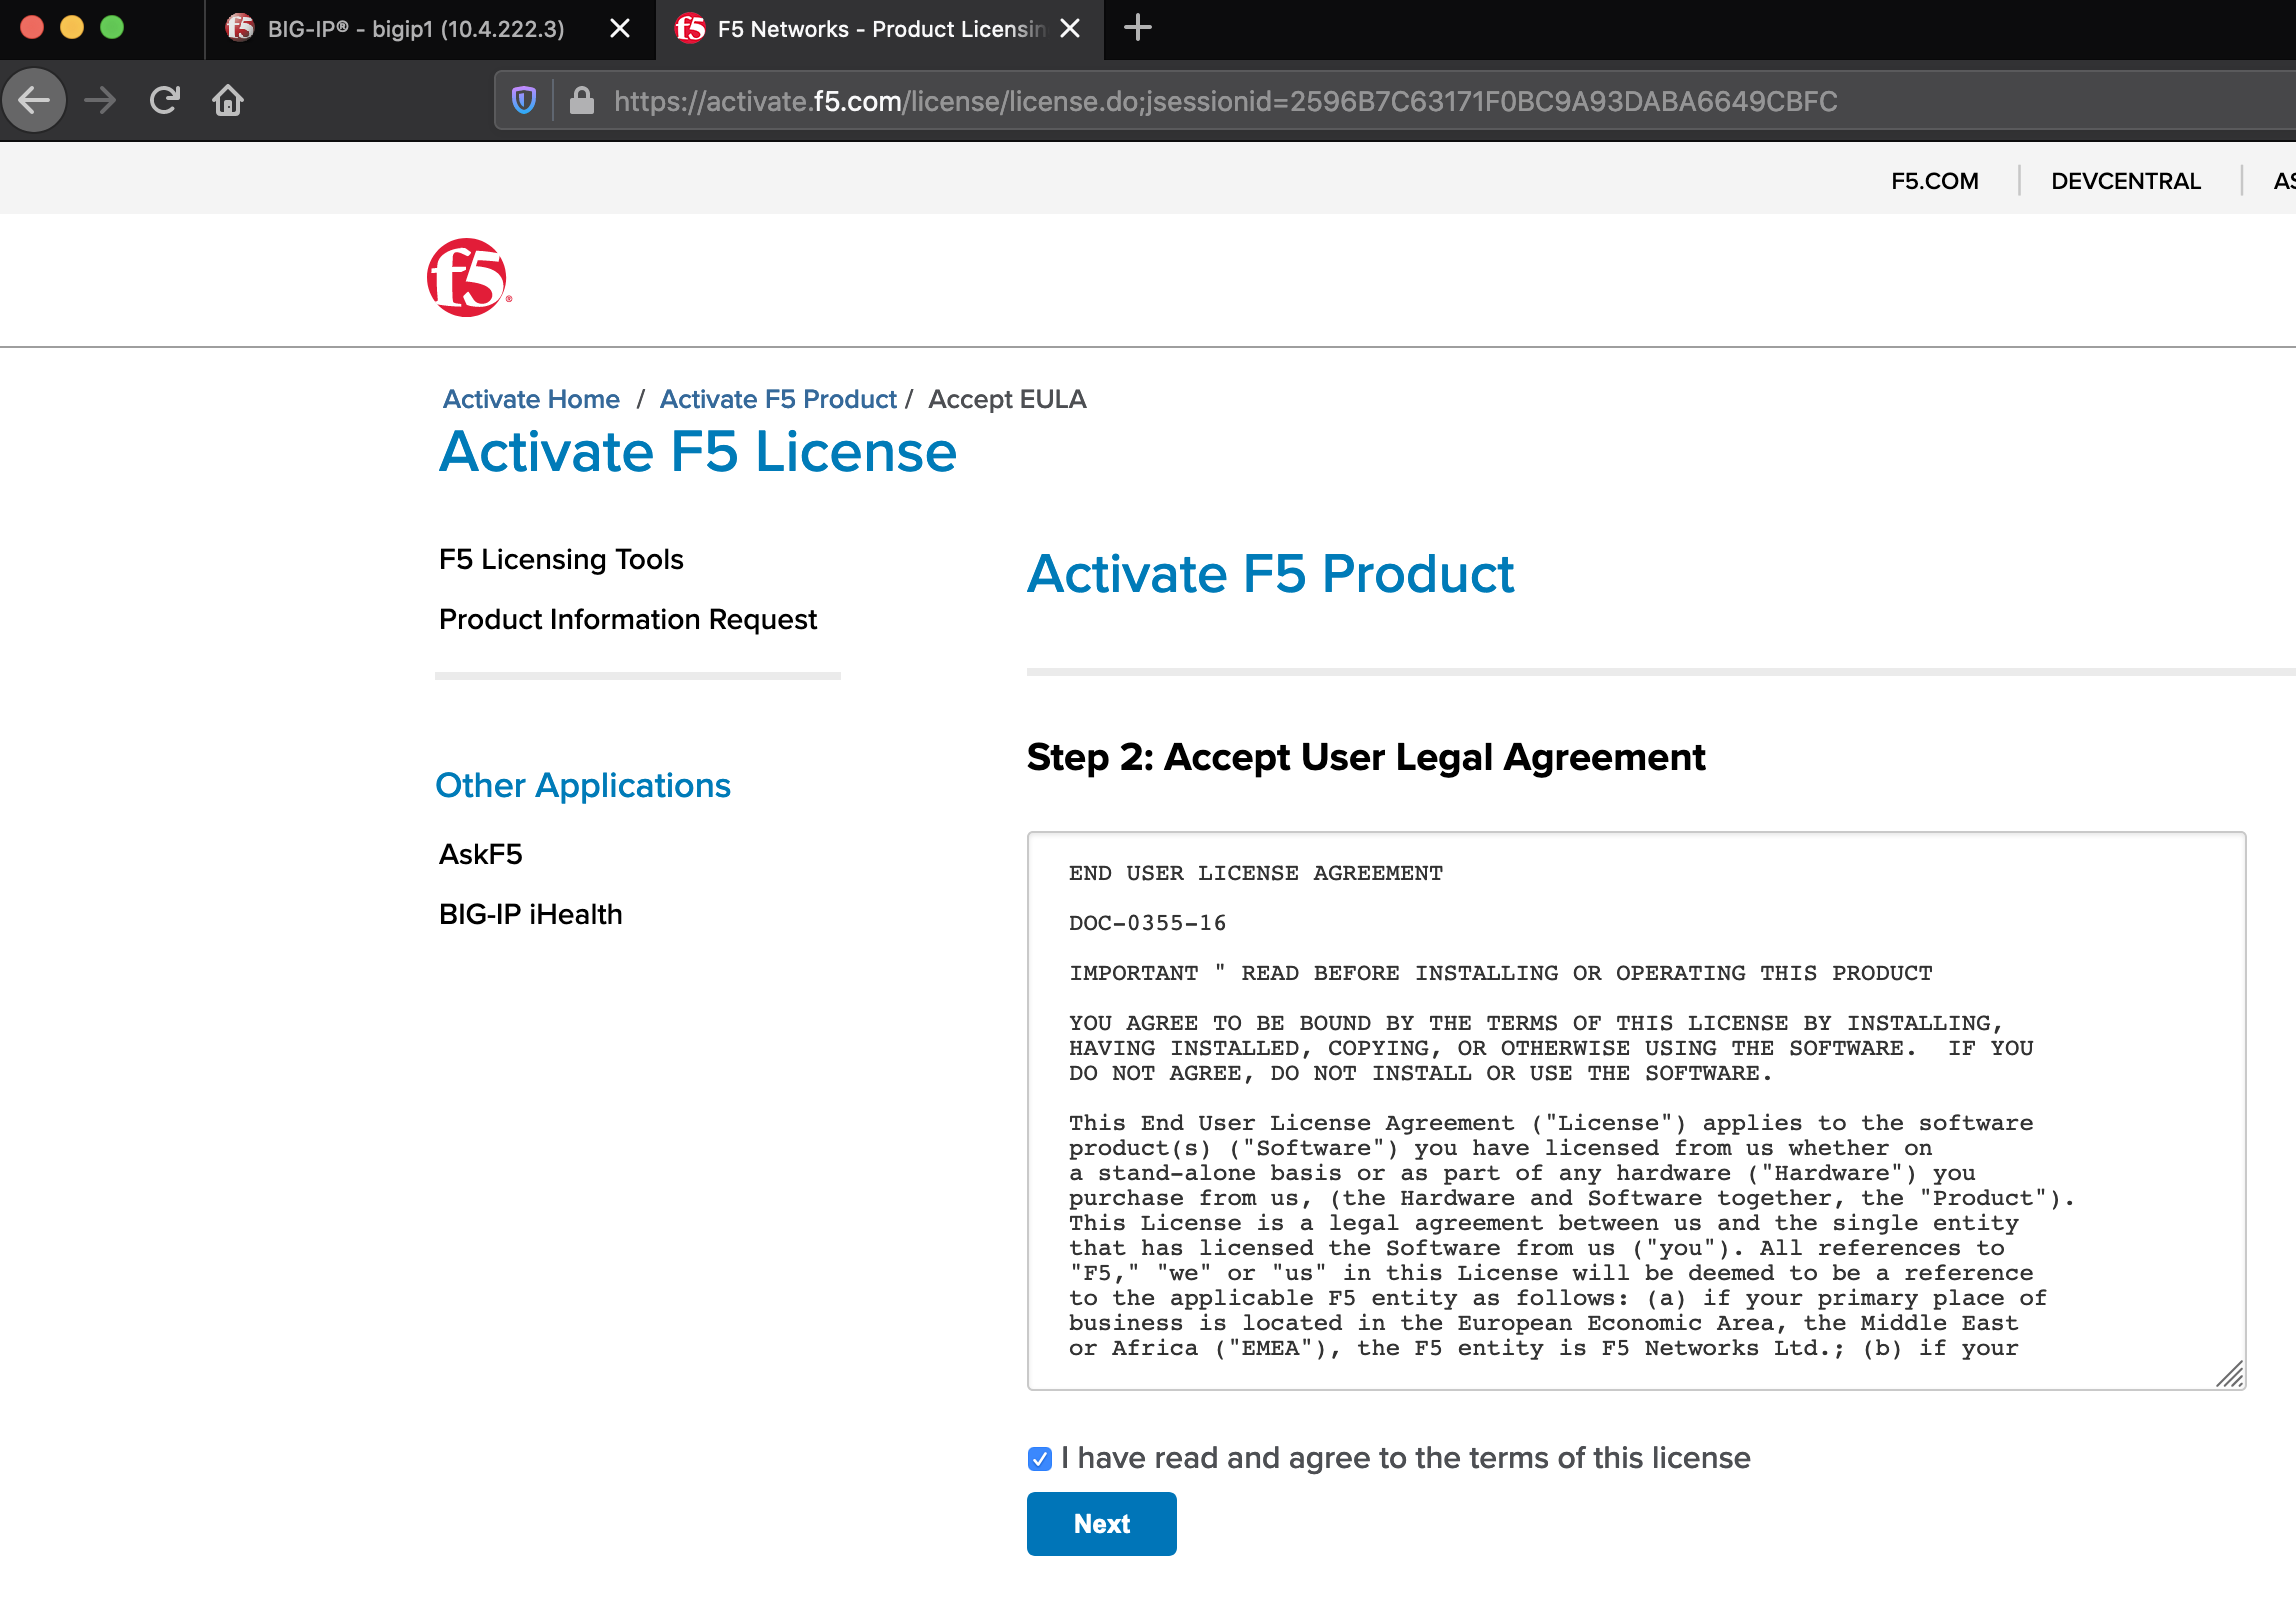 BIG-IP® - bigip1 (10.4.222.3)
F5 Networks - Product Licensin
https://activate.f5.com/license/license.do;jsessionid=2596B7C63171F0BC9A93DABA6649CBFC
F5.COM
DEVCENTRAL
AS
f5
Activate Home / Activate F5 Product / Accept EULA
Activate F5 License
F5 Licensing Tools
Product Information Request
Other Applications
AskF5
BIG-IP iHealth
Activate F5 Product
Step 2: Accept User Legal Agreement
END USER LICENSE AGREEMENT
DOC-0355-16
IMPORTANT " READ BEFORE INSTALLING OR OPERATING THIS PRODUCT
YOU AGREE TO BE BOUND BY THE TERMS OF THIS LICENSE BY INSTALLING,
HAVING INSTALLED, COPYING, OR OTHERWISE USING THE SOFTWARE.  IF YOU
DO NOT AGREE, DO NOT INSTALL OR USE THE SOFTWARE.
This End User License Agreement ("License") applies to the software
product(s) ("Software") you have licensed from us whether on
a stand-alone basis or as part of any hardware ("Hardware") you
purchase from us, (the Hardware and Software together, the "Product").
This License is a legal agreement between us and the single entity
that has licensed the Software from us ("you"). All references to
"F5," "we" or "us" in this License will be deemed to be a reference
to the applicable F5 entity as follows: (a) if your primary place of
business is located in the European Economic Area, the Middle East
or Africa ("EMEA"), the F5 entity is F5 Networks Ltd.; (b) if your
I have read and agree to the terms of this license
Next